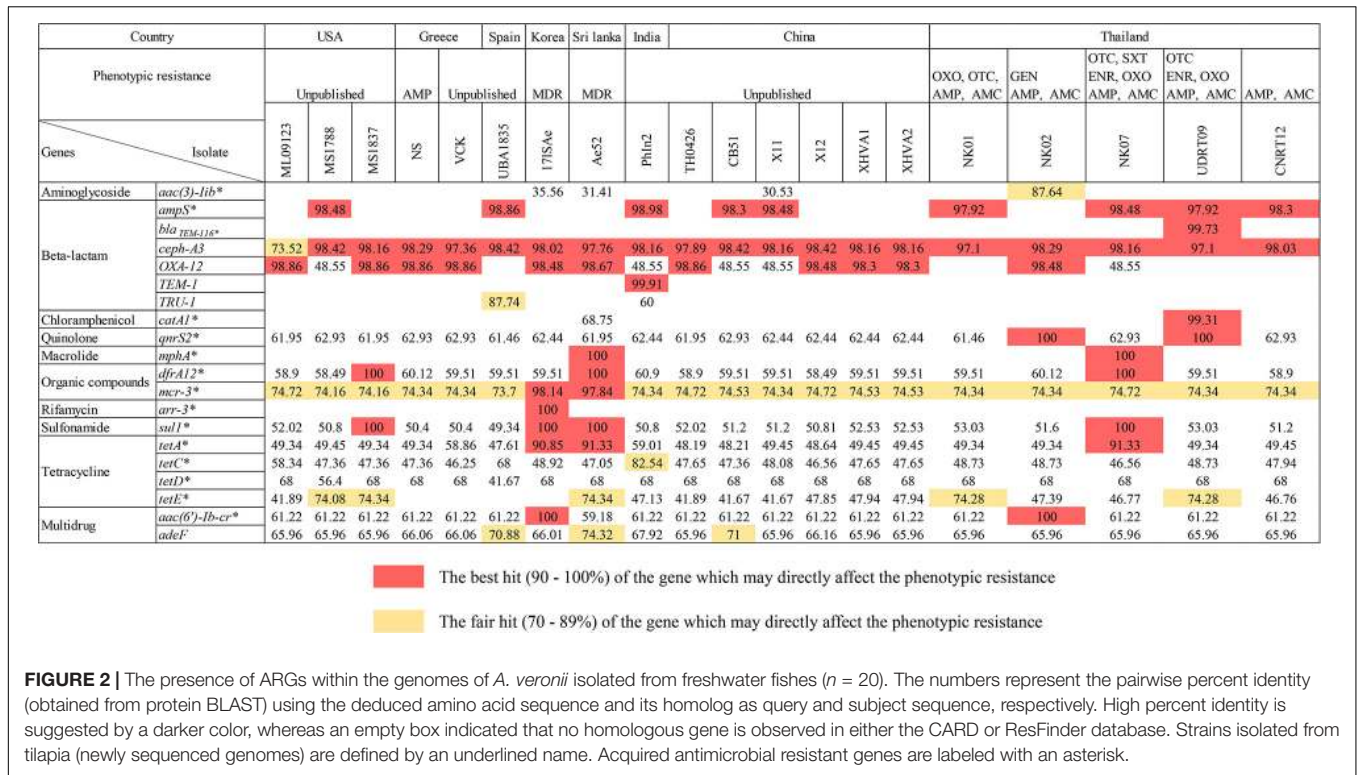 Country USA Greece Spain Korea Sri lanka India China Thailand
Phenotypic resistance Unpublished AMP Unpublished MDR MDR Unpublished OXO, OTC, AMP, AMC GEN AMP, AMC OTC, SXT ENR, OXO AMP, AMC OTC ENR, OXO AMP, AMC AMP, AMC
Genes Isolate ML09123 MS1788 MS1837 NS VCK UBA1835 17ISAe Ae52 PhIn2 TH0426 CB51 X11 X12 XHVA1 XHVA2 NK01 NK02 NK07 UDRT09 CNRT12
Aminoglycoside aac(3)-Iib* 35.56 31.41 30.53 87.64
Beta-lactam ampS* 98.48 98.86 98.98 98.3 98.48 97.92 98.48 97.92 98.3
bla TEM-116* 99.73
ceph-A3 73.52 98.42 98.16 98.29 97.36 98.42 98.02 97.76 98.16 97.89 98.42 98.16 98.42 98.16 98.16 97.1 98.29 98.16 97.1 98.03
OXA-12 98.86 48.55 98.86 98.86 98.86 98.48 98.67 48.55 98.86 48.55 48.55 98.48 98.3 98.3 98.48 48.55
TEM-1 99.91
TRU-1 87.74 60
Chloramphenicol catA1* 68.75 99.31
Quinolone qnrS2* 61.95 62.93 61.95 62.93 62.93 61.46 62.44 61.95 62.44 61.95 62.93 62.44 62.44 62.44 62.44 61.46 100 62.93 100 62.93
Macrolide mphA* 100 100
Organic compounds dfrA12* 58.9 58.49 100 60.12 59.51 59.51 59.51 100 60.9 58.9 59.51 59.51 58.49 59.51 59.51 59.51 60.12 100 59.51 58.9
mcr-3* 74.72 74.16 74.16 74.34 74.34 73.7 98.14 97.84 74.34 74.72 74.53 74.34 74.72 74.53 74.53 74.34 74.34 74.72 74.34 74.34
Rifamycin arr-3* 100
Sulfonamide sul1* 52.02 50.8 100 50.4 50.4 49.34 100 100 50.8 52.02 51.2 51.2 50.81 52.53 52.53 53.03 51.6 100 53.03 51.2
Tetracycline tetA* 49.34 49.45 49.34 49.34 58.86 47.61 90.85 91.33 59.01 48.19 48.21 49.45 48.64 49.45 49.45 49.34 49.34 91.33 49.34 49.45
tetC* 58.34 47.36 47.36 47.36 46.25 68 48.92 47.05 82.54 47.65 47.36 48.08 46.56 47.65 47.65 48.73 48.73 46.56 48.73 47.94
tetD* 68 56.4 68 68 68 41.67 68 68 68 68 68 68 68 68 68 68 68 68 68 68
tetE* 41.89 74.08 74.34 74.34 47.13 41.89 41.67 41.67 47.85 47.94 47.94 74.28 47.39 46.77 74.28 46.76
Multidrug aac(6')-Ib-cr* 61.22 61.22 61.22 61.22 61.22 61.22 100 59.18 61.22 61.22 61.22 61.22 61.22 61.22 61.22 61.22 100 61.22 61.22 61.22
adeF 65.96 65.96 65.96 66.06 66.06 70.88 66.01 74.32 67.92 65.96 71 65.96 66.16 65.96 65.96 65.96 65.96 65.96 65.96 65.96
The best hit (90 - 100%) of the gene which may directly affect the phenotypic resistance
The fair hit (70 - 89%) of the gene which may directly affect the phenotypic resistance
FIGURE 2 | The presence of ARGs within the genomes of A. veronii isolated from freshwater fishes (n = 20). The numbers represent the pairwise percent identity
(obtained from protein BLAST) using the deduced amino acid sequence and its homolog as query and subject sequence, respectively. High percent identity is
suggested by a darker color, whereas an empty box indicated that no homologous gene is observed in either the CARD or ResFinder database. Strains isolated from
tilapia (newly sequenced genomes) are defined by an underlined name. Acquired antimicrobial resistant genes are labeled with an asterisk.